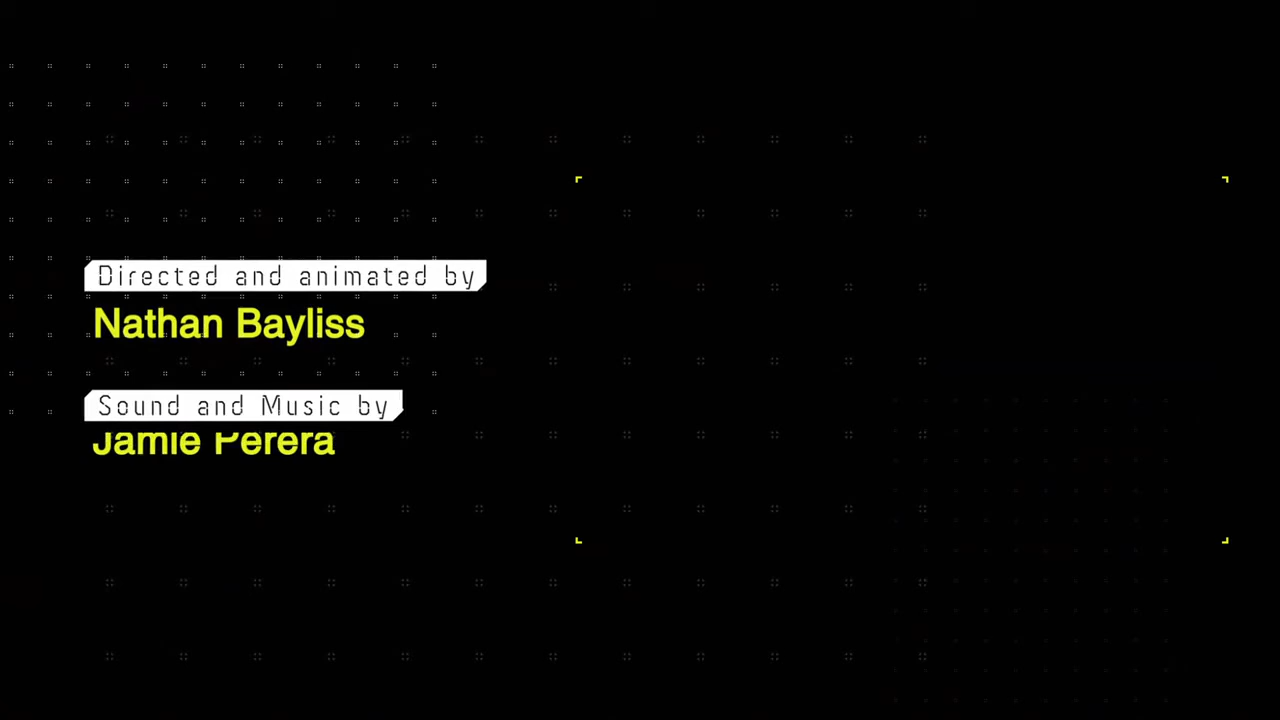 Directed and animated by
Nathan Bayliss
Sound and Music by
Jamie Perera